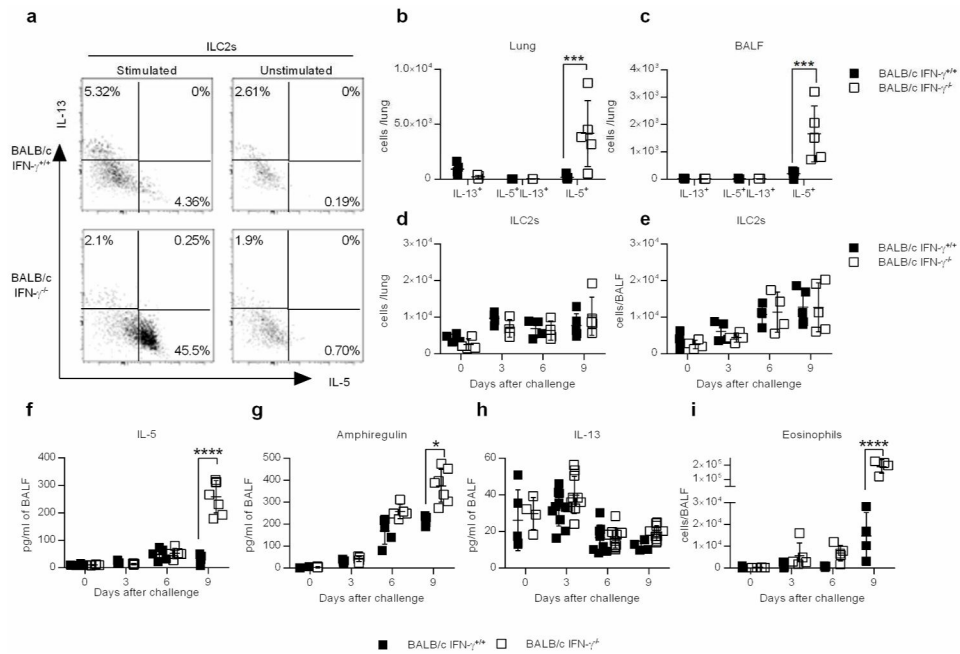 a
ILC2s
Stimulated
Unstimulated
5.32%
0%
2.61%
0%
IL-13
BALB/c
IFN-γ+/+
4.36%
0.19%
2.1%
0.25%
1.9%
0%
BALB/c
IFN-γ-/-
45.5%
0.70%
IL-5
b
Lung
1.0×10⁴
5.0×10³
0
cells /lung
***
IL-13⁺
IL-5⁺IL-13⁺
IL-5⁺
c
BALF
4×10³
3×10³
2×10³
1×10³
0
cells /BALF
***
IL-13⁺
IL-5⁺IL-13⁺
IL-5⁺
BALB/c IFN-γ+/+
BALB/c IFN-γ-/-
d
ILC2s
3×10⁴
2×10⁴
1×10⁴
0
cells /lung
0 3 6 9
Days after challenge
e
ILC2s
3×10⁴
2×10⁴
1×10⁴
0
cells/BALF
0 3 6 9
Days after challenge
BALB/c IFN-γ+/+
BALB/c IFN-γ-/-
f
IL-5
400
300
200
100
0
pg/ml of BALF
****
0 3 6 9
Days after challenge
g
Amphiregulin
500
400
300
200
100
0
pg/ml of BALF
*
0 3 6 9
Days after challenge
h
IL-13
60
40
20
0
pg/ml of BALF
0 3 6 9
Days after challenge
i
Eosinophils
2×10⁵
1×10⁵
3×10⁴
2×10⁴
1×10⁴
0
cells/BALF
****
0 3 6 9
Days after challenge
BALB/c IFN-γ+/+
BALB/c IFN-γ-/-